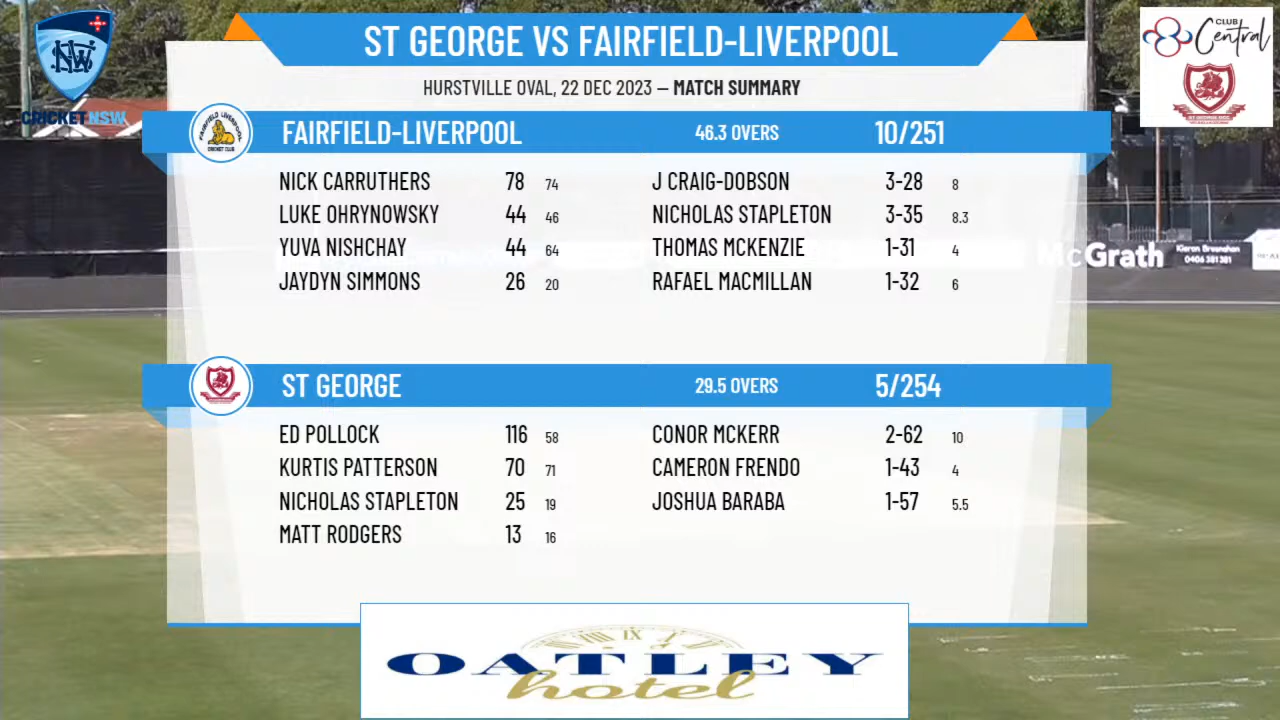 ST GEORGE VS FAIRFIELD-LIVERPOOL
HURSTVILLE OVAL, 22 DEC 2023 – MATCH SUMMARY
CRICKET NSW
CLUB
Central
FAIRFIELD-LIVERPOOL 46.3 OVERS 10/251
NICK CARRUTHERS 78 74 J CRAIG-DOBSON 3-28 8
LUKE OHRYNOWSKY 44 46 NICHOLAS STAPLETON 3-35 8.3
YUVA NISHCHAY 44 64 THOMAS MCKENZIE 1-31 4
JAYDYN SIMMONS 26 20 RAFAEL MACMILLAN 1-32 6
McGrath
Kieran Bresnahan
0406 381 381
ST GEORGE 29.5 OVERS 5/254
ED POLLOCK 116 58 CONOR MCKERR 2-62 10
KURTIS PATTERSON 70 71 CAMERON FRENDO 1-43 4
NICHOLAS STAPLETON 25 19 JOSHUA BARABA 1-57 5.5
MATT RODGERS 13 16
OATLEY
hotel